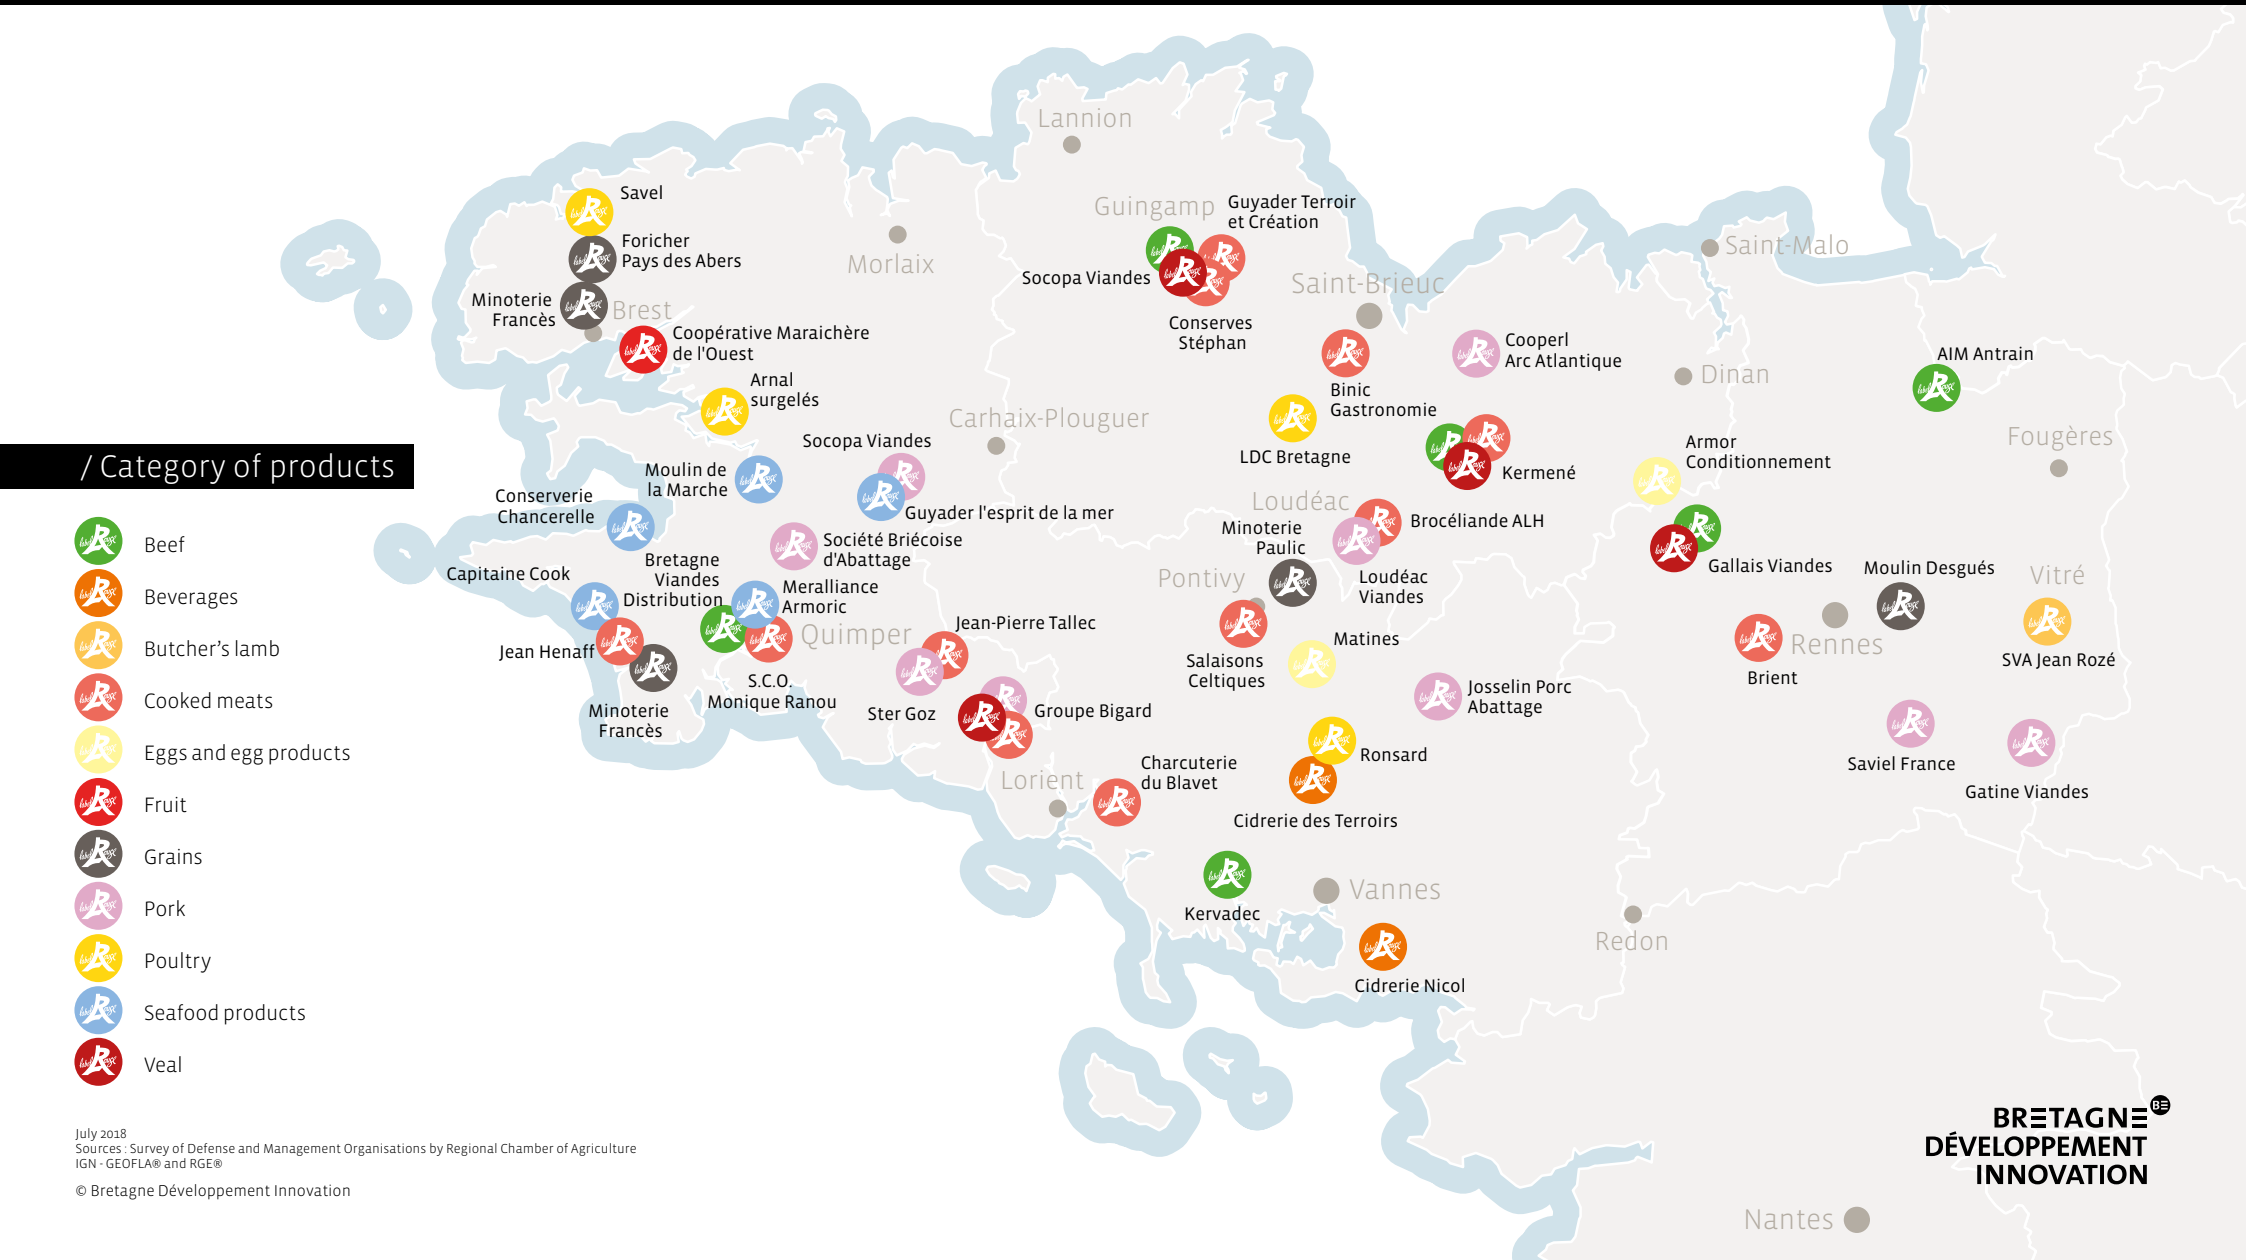 Lannion
Guingamp
Guyader Terroir
et Création
Savel
Foricher
Pays des Abers
Morlaix
Socopa Viandes
Saint-Brieuc
Saint-Malo
Minoterie
Francès
Brest
Coopérative Maraichère
de l'Ouest
Conserves
Stéphan
Cooperl
Arc Atlantique
AIM Antrain
Arnal
surgelés
Binic
Gastronomie
Dinan
Carhaix-Plouguer
Socopa Viandes
LDC Bretagne
Kermené
Armor
Conditionnement
Fougères
/ Category of products
Moulin de
la Marche
Conserverie
Chancerelle
Guyader l'esprit de la mer
Loudéac
Minoterie
Paulic
Brocéliande ALH
Société Briécoise
d'Abattage
Bretagne
Viandes
Distribution
Capitaine Cook
Meralliance
Armoric
Pontivy
Loudéac
Viandes
Gallais Viandes
Moulin Desgués
Vitré
Jean Henaff
Quimper
Jean-Pierre Tallec
Matines
Salaisons
Celtiques
Rennes
Brient
SVA Jean Rozé
Minoterie
Francès
S.C.O.
Monique Ranou
Ster Goz
Groupe Bigard
Josselin Porc
Abattage
Ronsard
Saviel France
Gatine Viandes
Lorient
Charcuterie
du Blavet
Cidrerie des Terroirs
Kervadec
Vannes
Redon
Cidrerie Nicol
Nantes
Beef
Beverages
Butcher’s lamb
Cooked meats
Eggs and egg products
Fruit
Grains
Pork
Poultry
Seafood products
Veal
July 2018
Sources : Survey of Defense and Management Organisations by Regional Chamber of Agriculture
IGN - GEOFLA® and RGE®
© Bretagne Développement Innovation
BRETAGNE
DÉVELOPPEMENT
INNOVATION